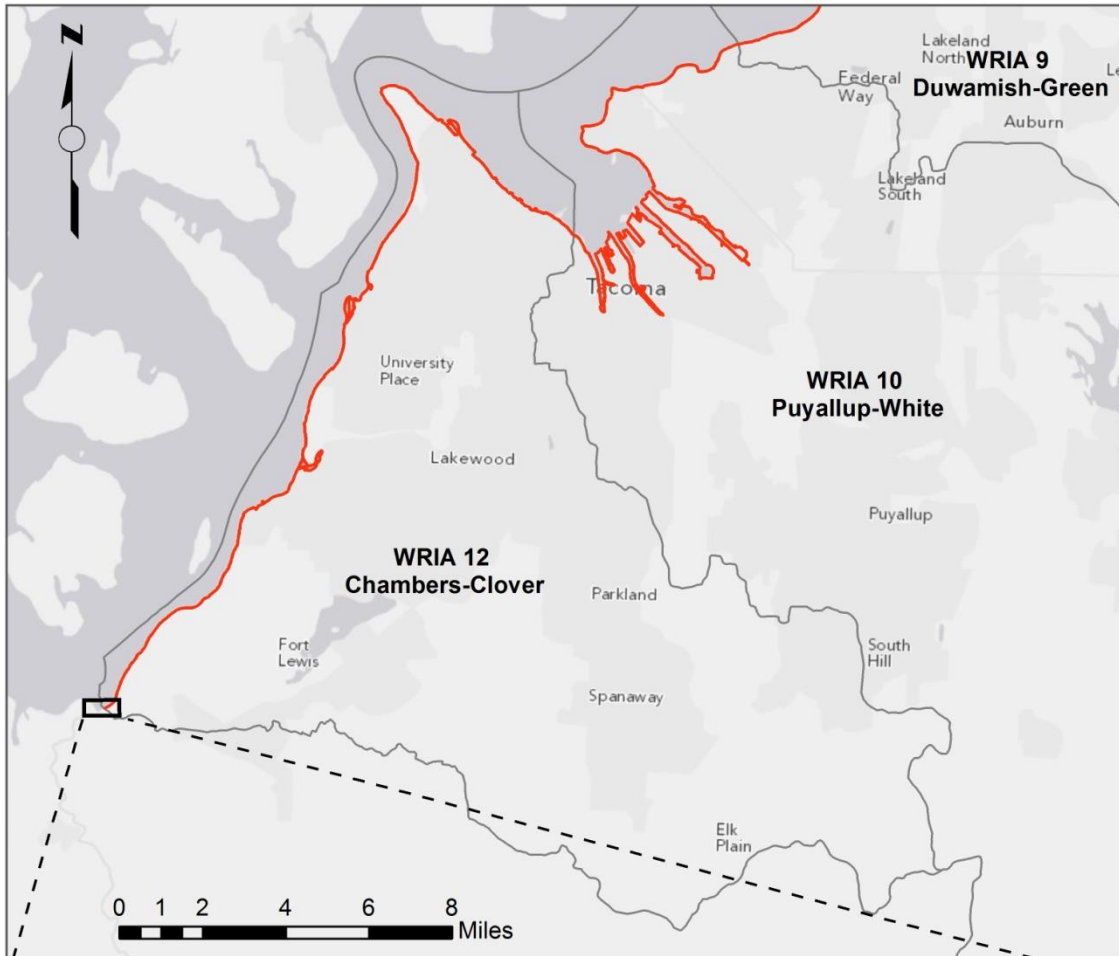 N
Lakeland
North
WRIA 9
Duwamish-Green
Le
Federal
Way
Auburn
Lakeland
South
Tacoma
University
Place
WRIA 10
Puyallup-White
Lakewood
Puyallup
WRIA 12
Chambers-Clover
Parkland
Fort
Lewis
South
Hill
Spanaway
Elk
Plain
0 1 2 4 6 8
Miles